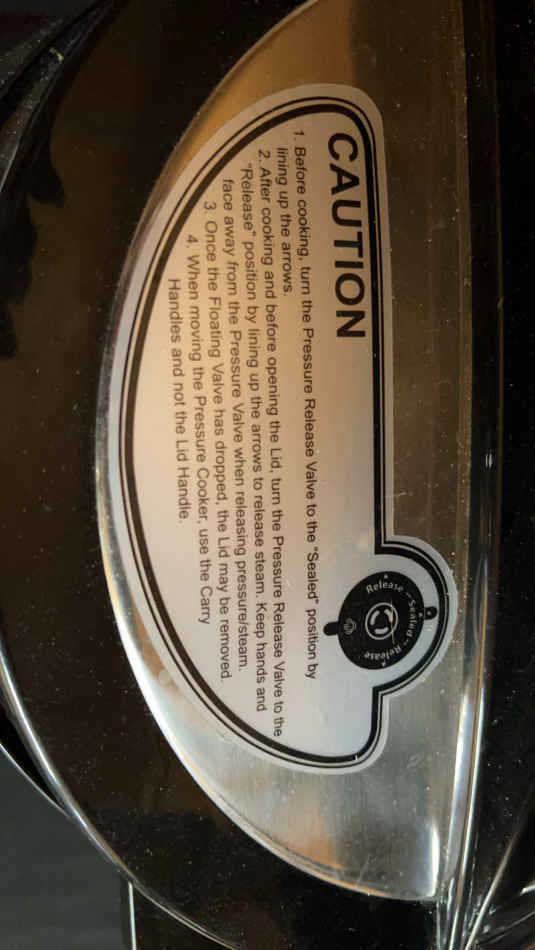 CAUTION
1. Before cooking, turn the Pressure Release Valve to the "Sealed" position by
lining up the arrows.
2. After cooking and before opening the Lid, turn the Pressure Release Valve to the
"Release" position by lining up the arrows to release steam. Keep hands and
face away from the Pressure Valve when releasing pressure/steam.
3. Once the Floating Valve has dropped, the Lid may be removed.
4. When moving the Pressure Cooker, use the Carry
Handles and not the Lid Handle.
Release – Sealed – Release